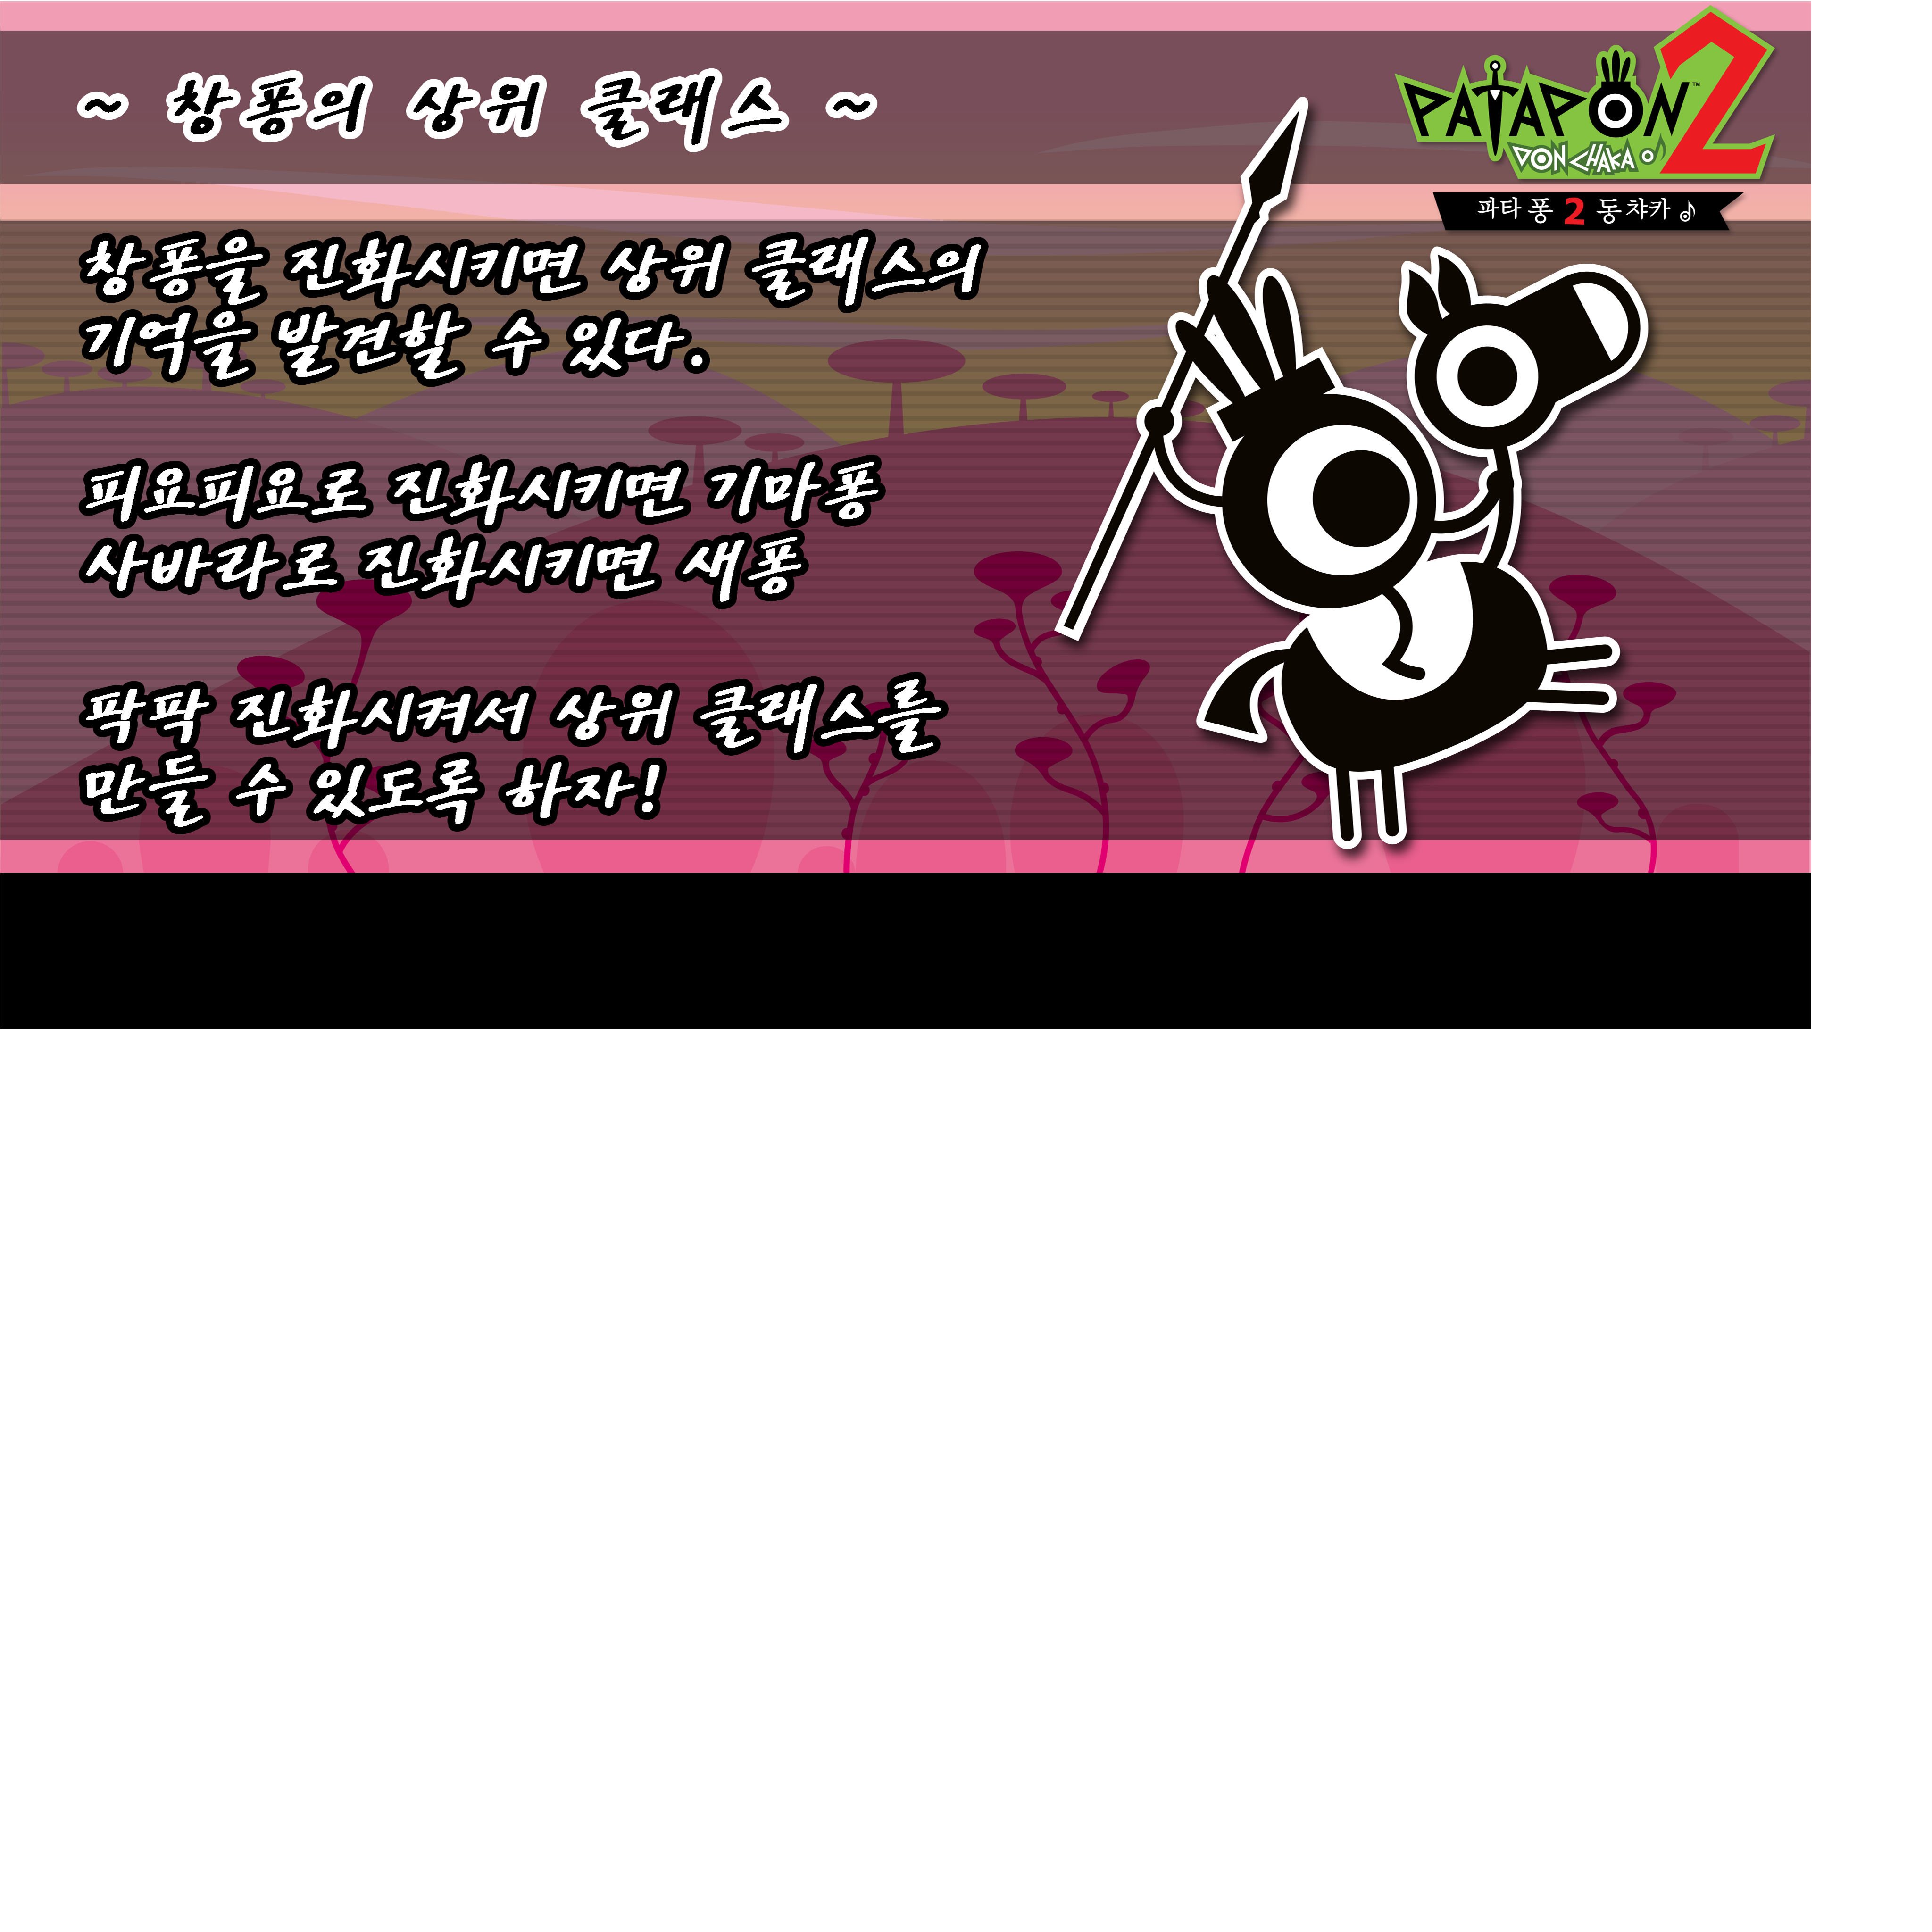 ~ 창퐁의 상위 클래스 ~
PATAPON™ 2
DON CHAKA ♪
파타퐁 2 동챠카 ♪
창퐁을 진화시키면 상위 클래스의
기억을 발견할 수 있다.
피요피요로 진화시키면 기마퐁
사바라로 진화시키면 새퐁
팍팍 진화시켜서 상위 클래스를
만들 수 있도록 하자!